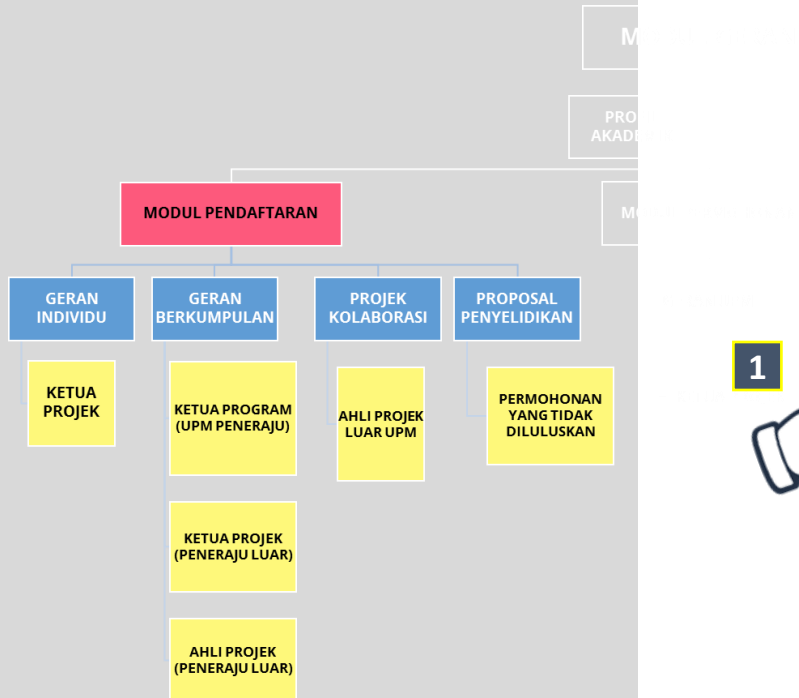 MODUL PENDAFTARAN
GERAN
INDIVIDU
GERAN
BERKUMPULAN
PROJEK
KOLABORASI
PROPOSAL
PENYELIDIKAN
KETUA
PROJEK
KETUA PROGRAM
(UPM PENERAJU)
AHLI PROJEK
LUAR UPM
PERMOHONAN
YANG TIDAK
DILULUSKAN
1
KETUA PROJEK
(PENERAJU LUAR)
AHLI PROJEK
(PENERAJU LUAR)